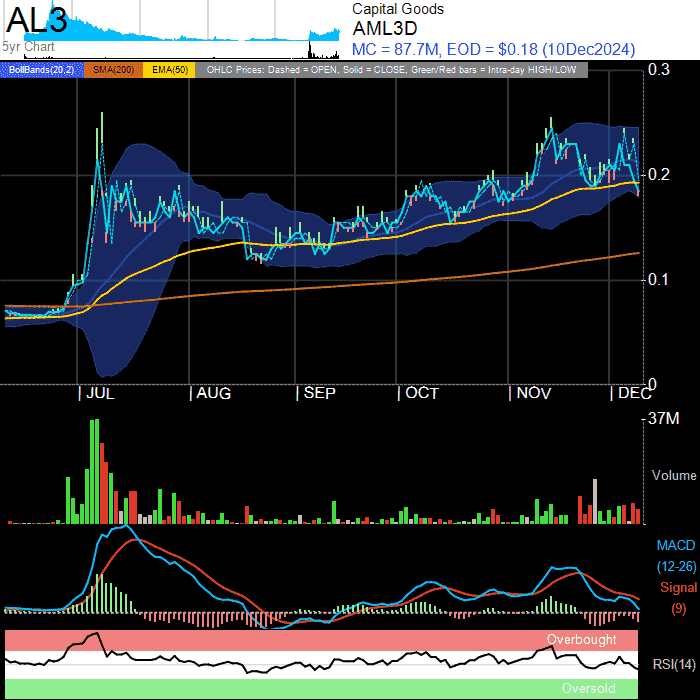 AL3
5yr Chart
Capital Goods
AML3D
MC = 87.7M, EOD = $0.18 (10Dec2024)
BollBands(20,2) SMA(200) EMA(50) OHLC Prices: Dashed = OPEN, Solid = CLOSE, Green/Red bars = Intra-day HIGH/LOW
0.3
0.2
0.1
0
| JUL | AUG | SEP | OCT | NOV | DEC
37M
Volume
MACD
(12-26)
Signal
(9)
Overbought
RSI(14)
Oversold